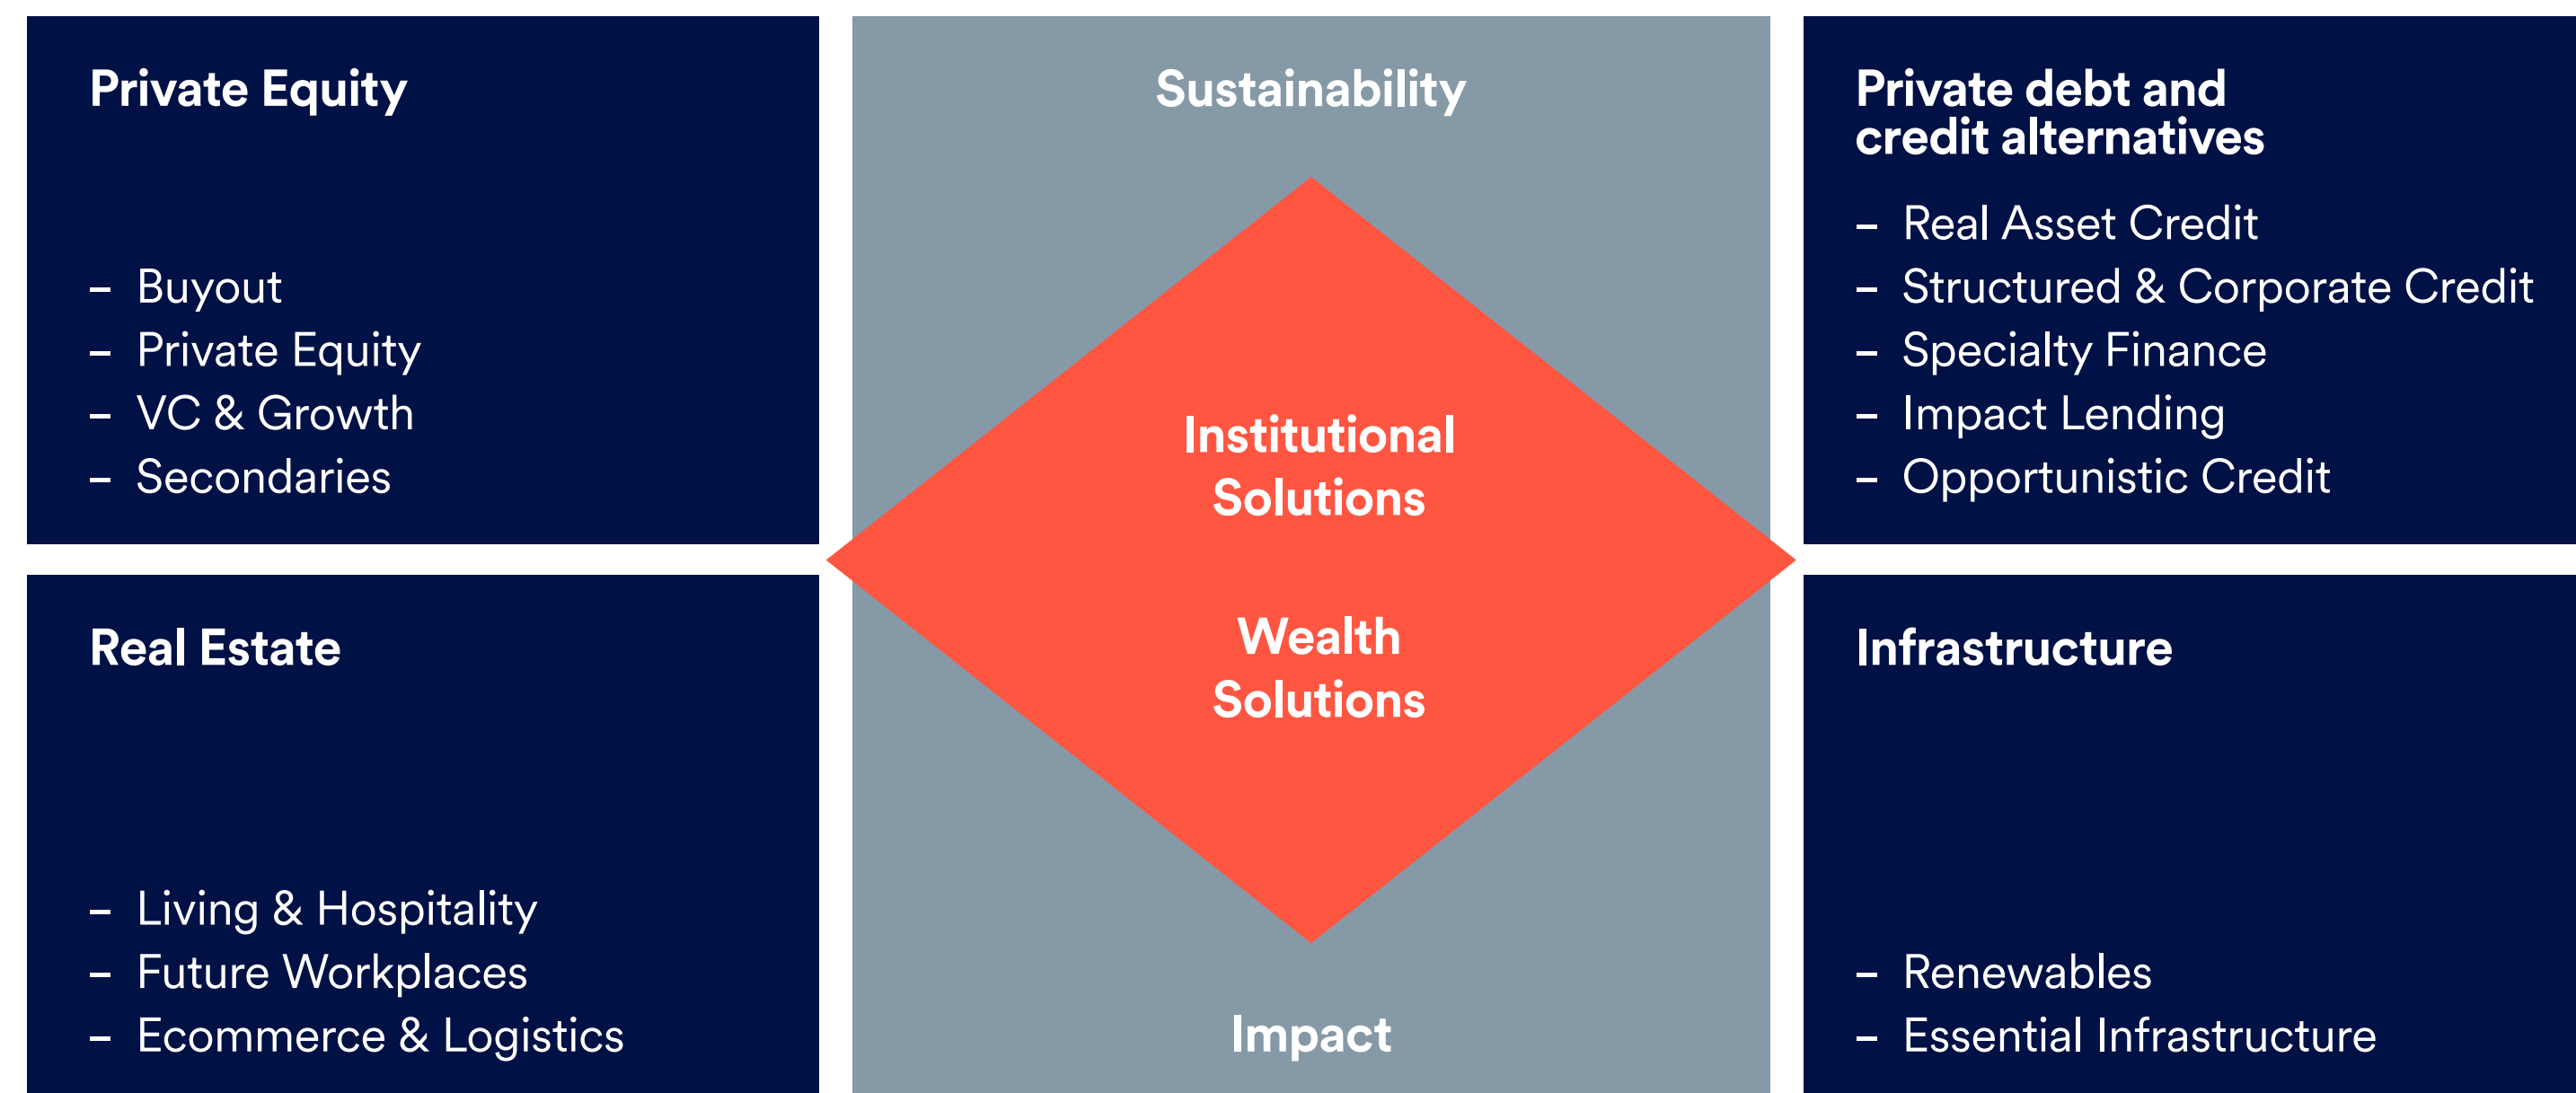 Private Equity
– Buyout
– Private Equity
– VC & Growth
– Secondaries
Sustainability
Institutional
Solutions
Wealth
Solutions
Impact
Private debt and
credit alternatives
– Real Asset Credit
– Structured & Corporate Credit
– Specialty Finance
– Impact Lending
– Opportunistic Credit
Real Estate
– Living & Hospitality
– Future Workplaces
– Ecommerce & Logistics
Infrastructure
– Renewables
– Essential Infrastructure